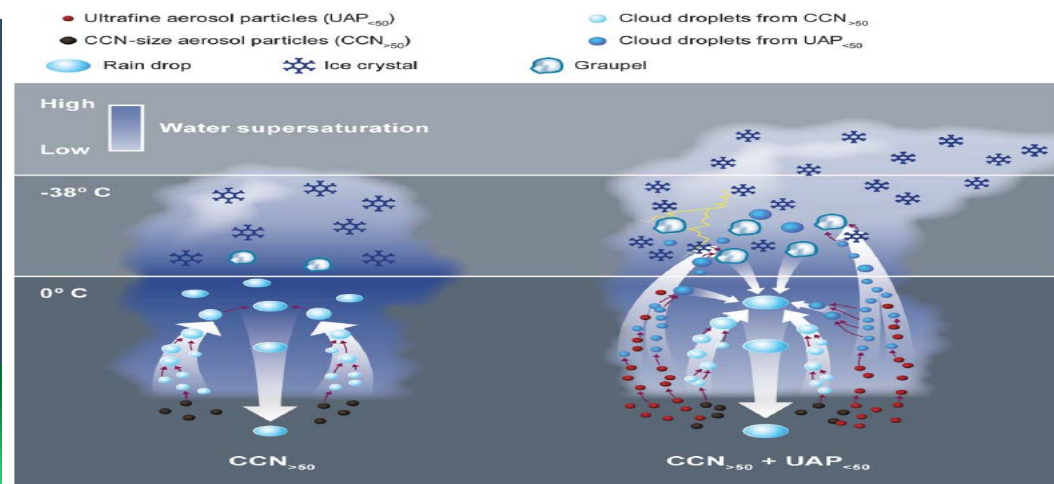 Ultrafine aerosol particles (UAP<50)
Cloud droplets from CCN>50
CCN-size aerosol particles (CCN>50)
Cloud droplets from UAP<50
Rain drop Ice crystal Graupel
High
Water supersaturation
Low
-38° C
0° C
CCN>50
CCN>50 + UAP<50